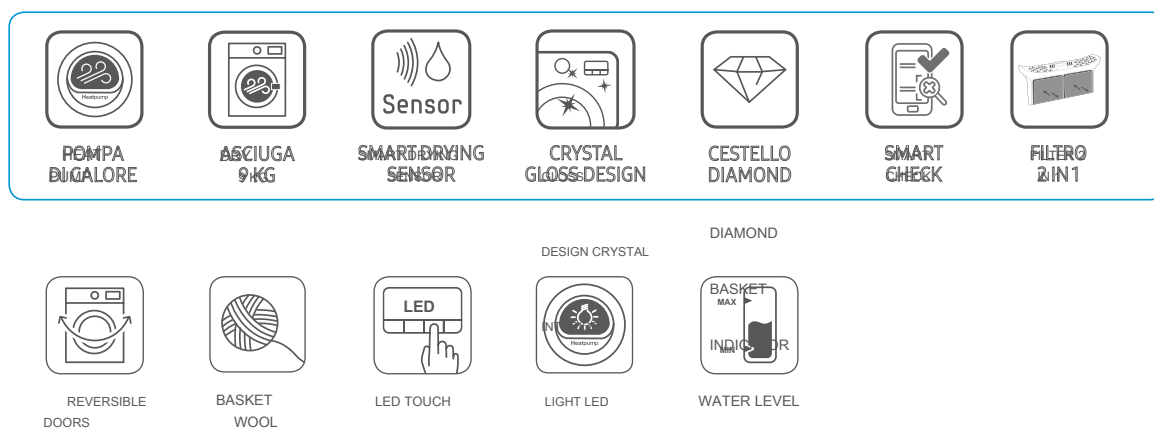 Heatpump
Sensor
POMPA
DI CALORE
ASCIUGA
9 KG
SMART DRYING
SENSOR
CRYSTAL
GLOSS DESIGN
CESTELLO
DIAMOND
SMART
CHECK
FILTRO
2 IN 1
DESIGN CRYSTAL
DIAMOND
BASKET
LED
Heatpump
MAX
MIN
REVERSIBLE
DOORS
BASKET
WOOL
LED TOUCH
LIGHT LED
WATER LEVEL